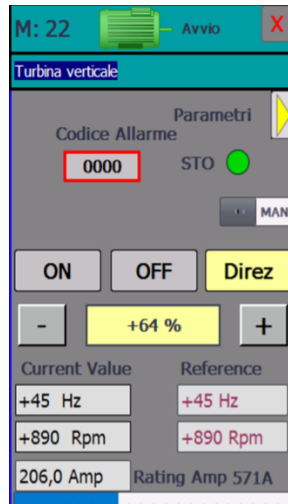 M: 22 Avvio X
Turbina verticale
Parametri
Codice Allarme
0000 STO
MAN
ON OFF Direz
- +64 % +
Current Value Reference
+45 Hz +45 Hz
+890 Rpm +890 Rpm
206,0 Amp Rating Amp 571A